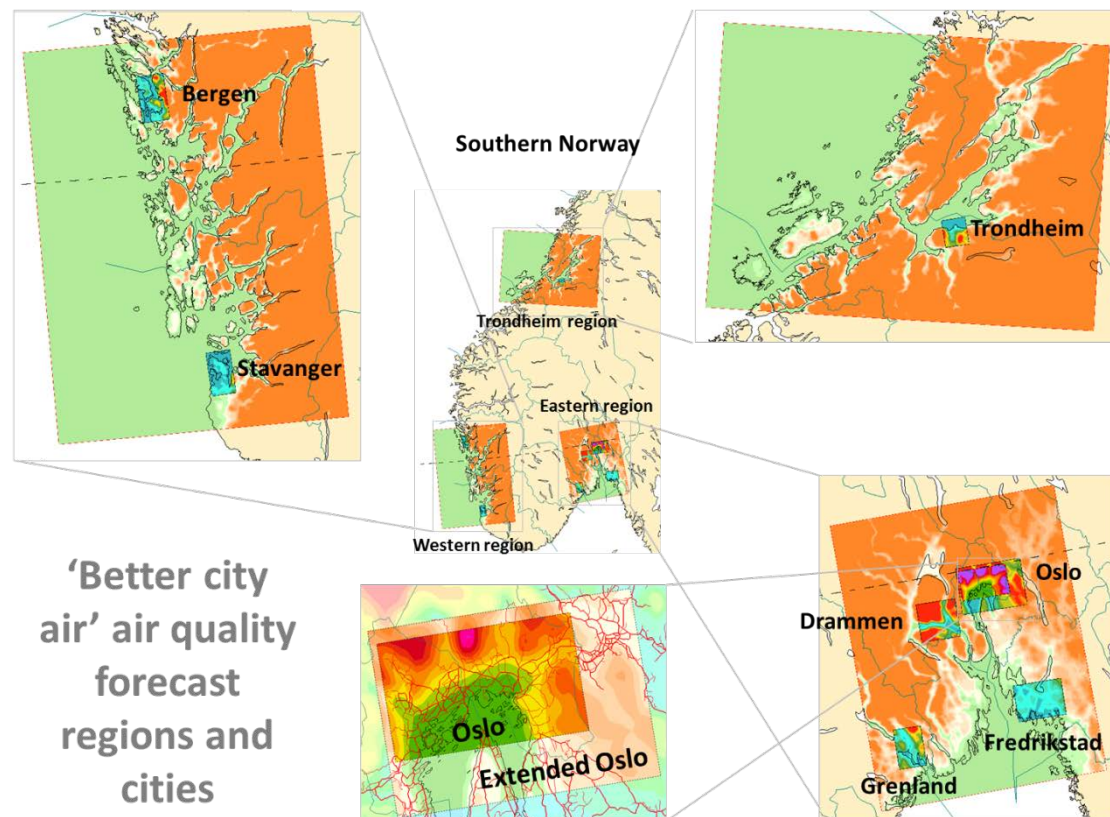 Bergen
Stavanger
Southern Norway
Trondheim region
Eastern region
Western region
Trondheim
'Better city
air' air quality
forecast
regions and
cities
Oslo
Extended Oslo
Oslo
Drammen
Fredrikstad
Grenland